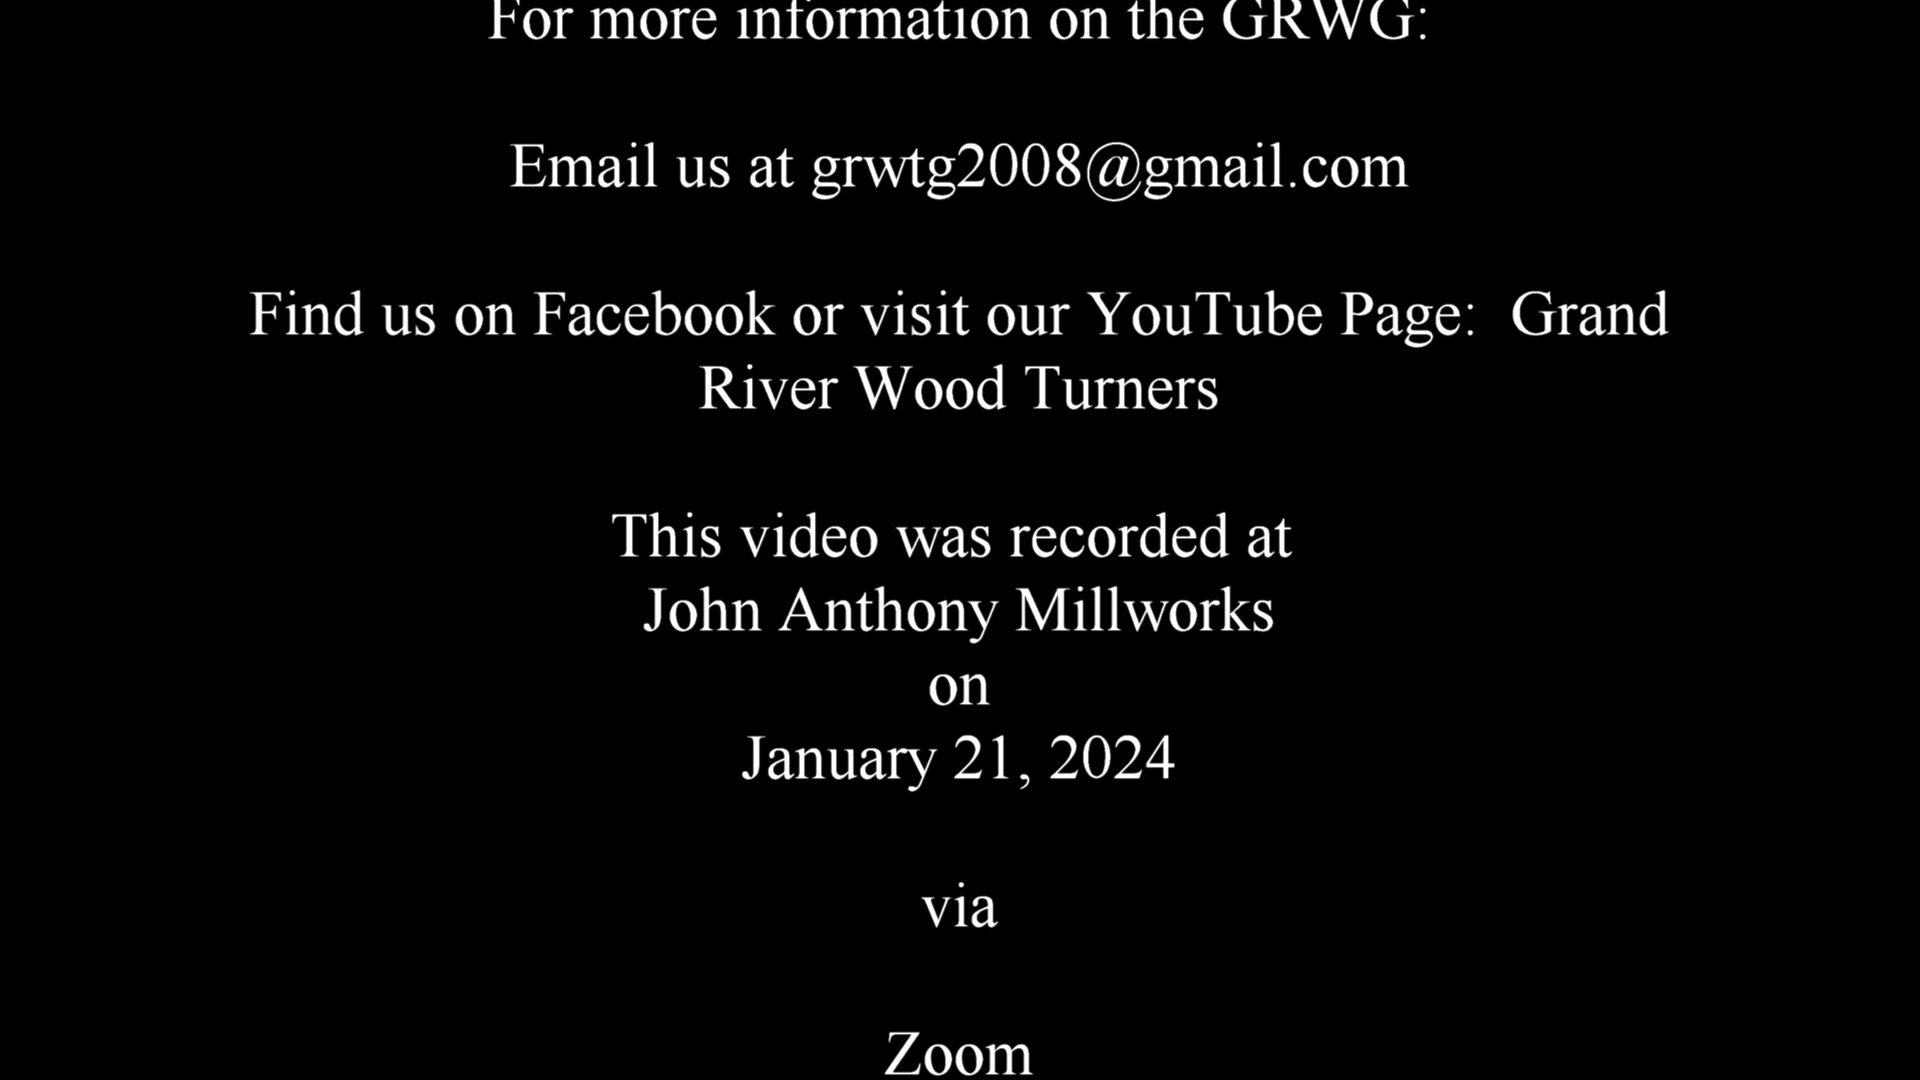 For more information on the GRWG:
Email us at grwtg2008@gmail.com
Find us on Facebook or visit our YouTube Page:  Grand
River Wood Turners
This video was recorded at
John Anthony Millworks
on
January 21, 2024
via
Zoom